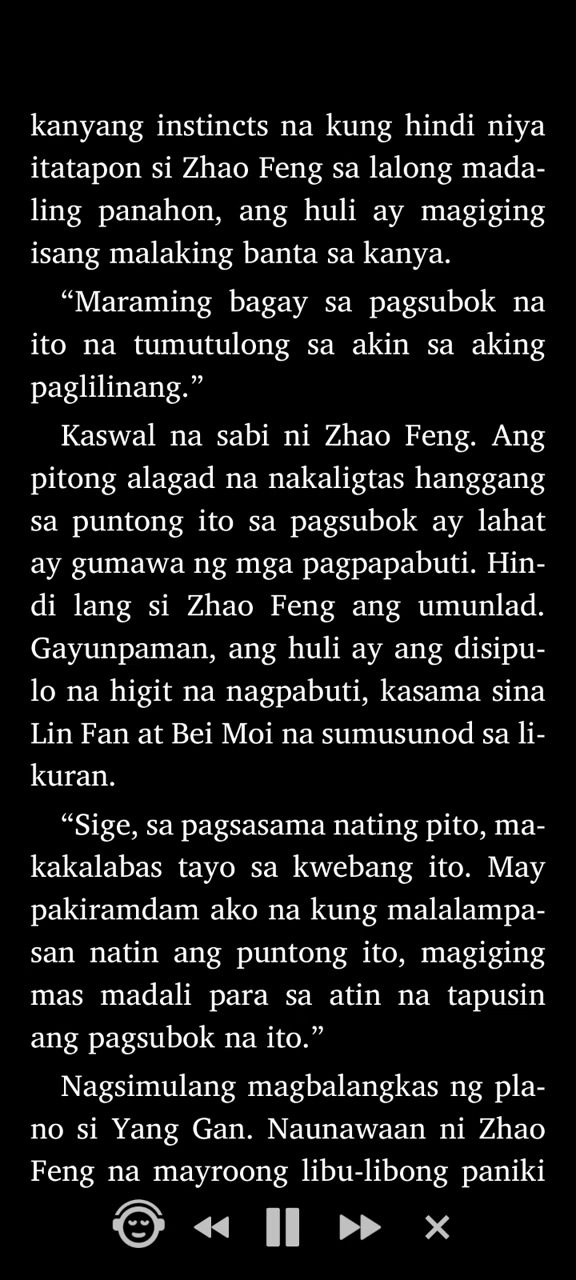 kanyang instincts na kung hindi niya
itatapon si Zhao Feng sa lalong mada-
ling panahon, ang huli ay magiging
isang malaking banta sa kanya.
“Maraming bagay sa pagsubok na
ito na tumutulong sa akin sa aking
paglilinang.”
Kaswal na sabi ni Zhao Feng. Ang
pitong alagad na nakaligtas hanggang
sa puntong ito sa pagsubok ay lahat
ay gumawa ng mga pagpapabuti. Hin-
di lang si Zhao Feng ang umunlad.
Gayunpaman, ang huli ay ang disipu-
lo na higit na nagpabuti, kasama sina
Lin Fan at Bei Moi na sumusunod sa li-
kuran.
“Sige, sa pagsasama nating pito, ma-
kakalabas tayo sa kwebang ito. May
pakiramdam ako na kung malalampa-
san natin ang puntong ito, magiging
mas madali para sa atin na tapusin
ang pagsubok na ito.”
Nagsimulang magbalangkas ng pla-
no si Yang Gan. Naunawaan ni Zhao
Feng na mayroong libu-libong paniki